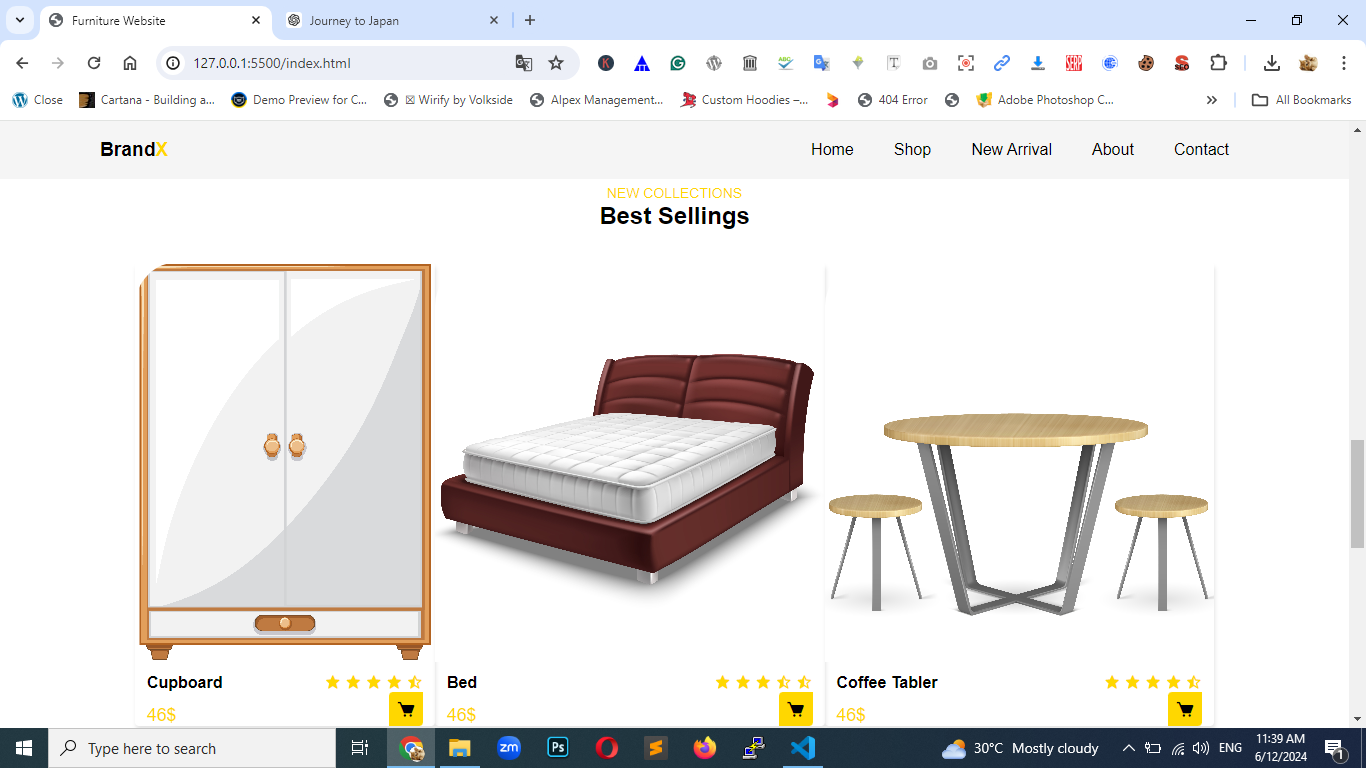 Furniture Website
Journey to Japan
127.0.0.1:5500/index.html
Close
Cartana - Building a...
Demo Preview for C...
Wirify by Volkside
Alpex Management...
Custom Hoodies –...
404 Error
Adobe Photoshop C...
All Bookmarks
BrandX
Home
Shop
New Arrival
About
Contact
NEW COLLECTIONS
Best Sellings
Cupboard
46$
Bed
46$
Coffee Tabler
46$
Type here to search
zm
Ps
30°C Mostly cloudy
ENG
11:39 AM
6/12/2024
1